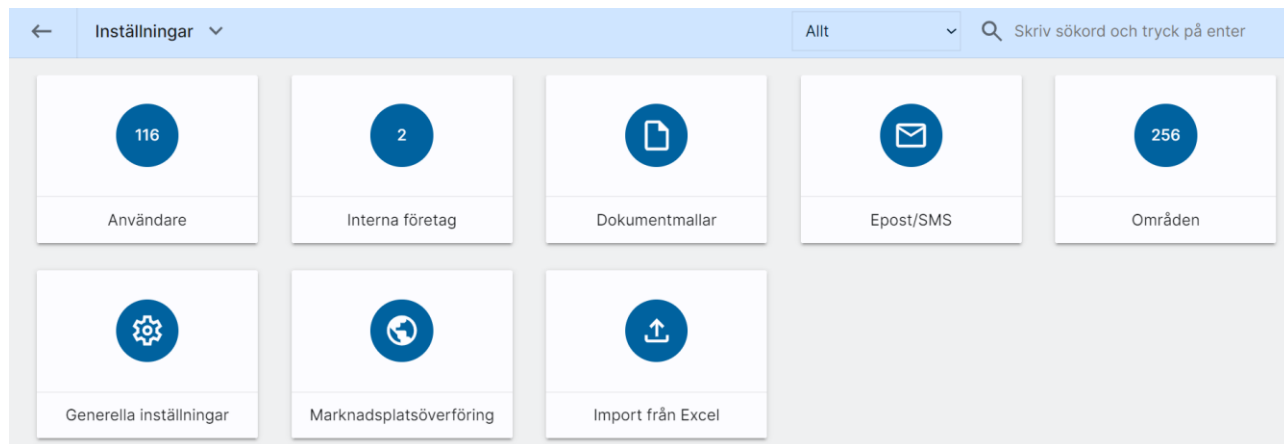 Inställningar
Allt
Skriv sökord och tryck på enter
116
2
256
Användare
Interna företag
Dokumentmallar
Epost/SMS
Områden
Generella inställningar
Marknadsplatsöverföring
Import från Excel